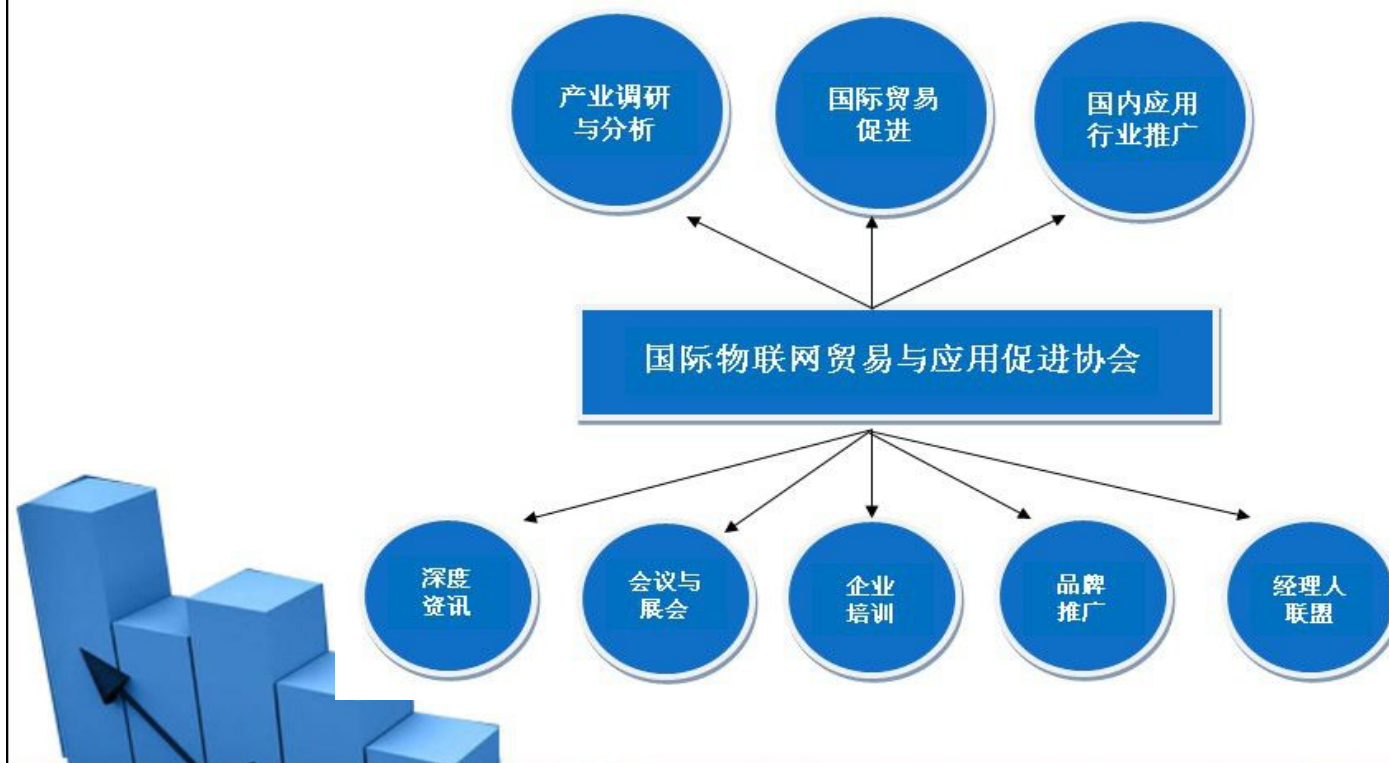 产业调研
与分析
国际贸易
促进
国内应用
行业推广
国际物联网贸易与应用促进协会
深度
资讯
会议与
展会
企业
培训
品牌
推广
经理人
联盟